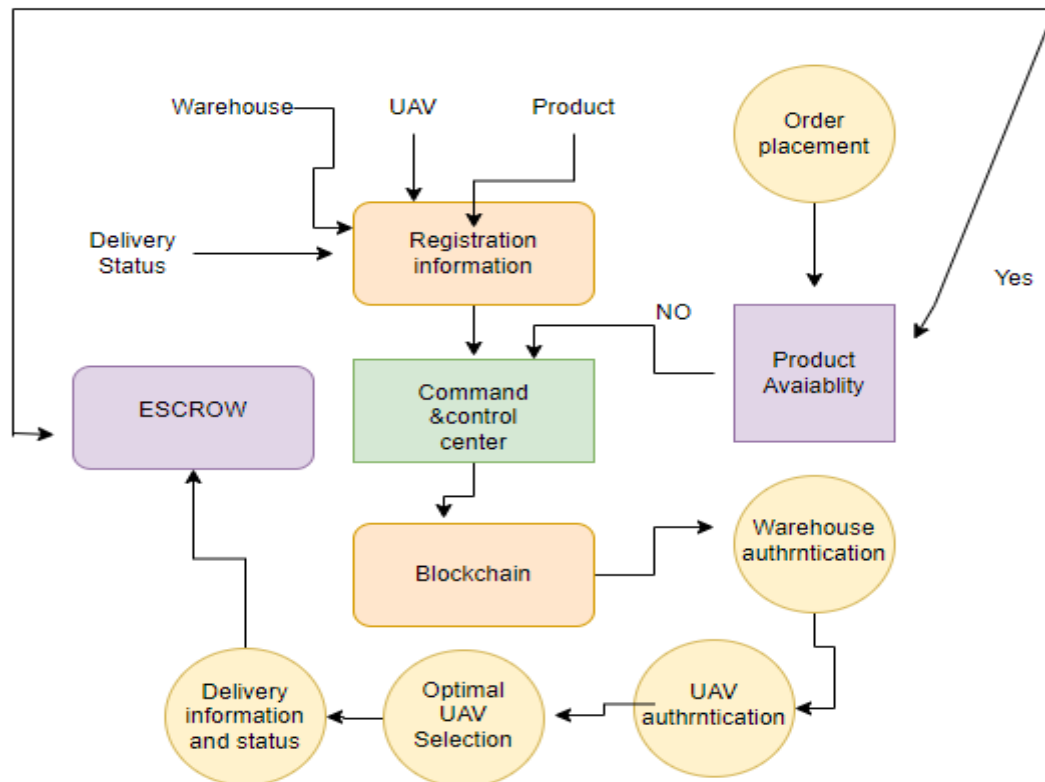 Warehouse
UAV
Product
Order
placement
Delivery
Status
Registration
information
Yes
NO
ESCROW
Command
&control
center
Product
Avaiablity
Blockchain
Warehouse
authrntication
Delivery
information
and status
Optimal
UAV
Selection
UAV
authrntication